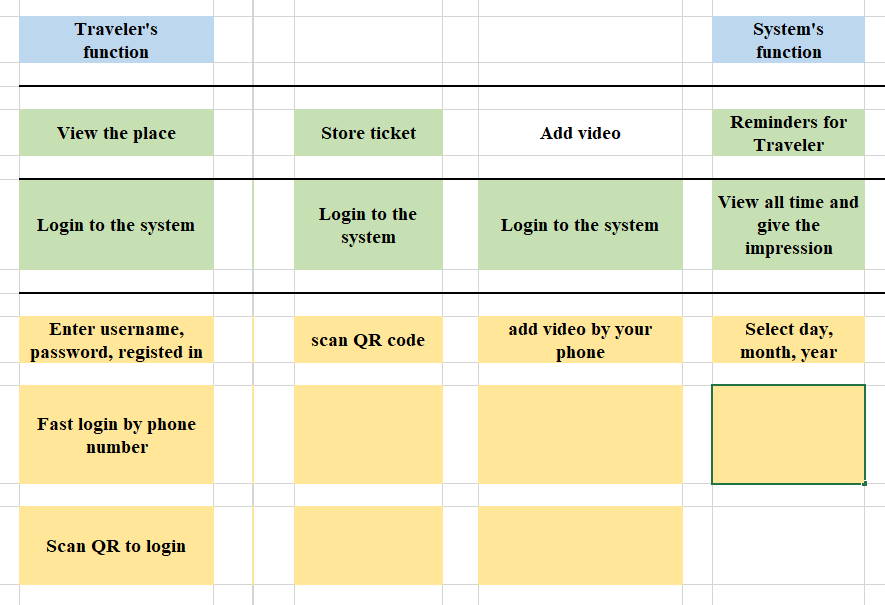 Traveler's
function
System's
function
View the place
Store ticket
Add video
Reminders for
Traveler
Login to the system
Login to the
system
Login to the system
View all time and
give the
impression
Enter username,
password, registed in
scan QR code
add video by your
phone
Select day,
month, year
Fast login by phone
number
Scan QR to login